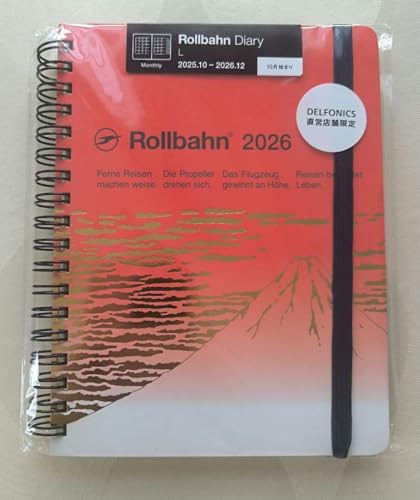 Rollbahn Diary
L
Monthly
2025.10 – 2026.12
10月始まり
DELFONICS
直営店舗限定
Rollbahn® 2026
Ferne Reisen
machen weise.
Die Propeller
drehen sich.
Das Flugzeug
gewinnt an Höhe.
Reisen
Leben.